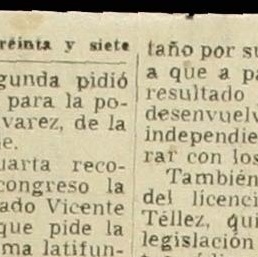 reinta y siete
gunda pidió
para la po-
varez, de la
e.
uarta reco-
congreso la
ado Vicente
que pide la
ma latifun-
taño por su
a que a pa
resultado
desenvuelv
independie
rar con los
También
del licenci
Téllez, qui
legislación